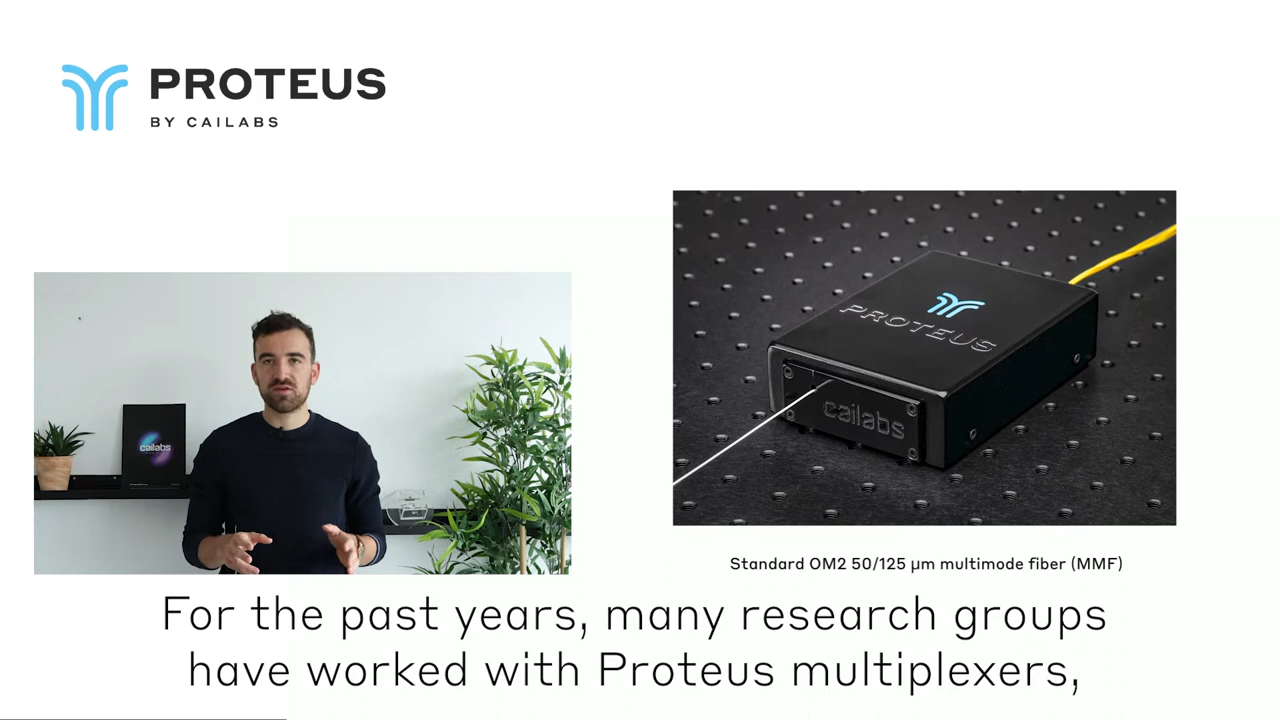 PROTEUS
BY CAILABS
cailabs
PROTEUS
cailabs
Standard OM2 50/125 µm multimode fiber (MMF)
For the past years, many research groups
have worked with Proteus multiplexers,